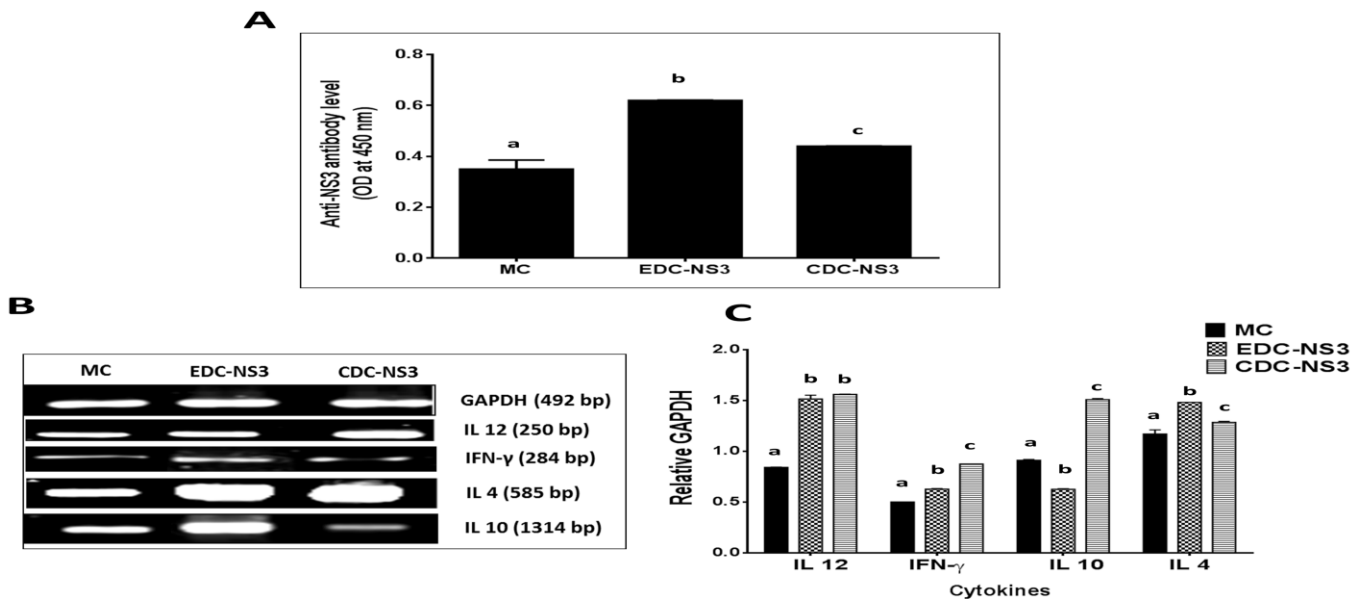 A
Anti-NS3 antibody level
(OD at 450 nm)
0.8
0.6
0.4
0.2
0.0
a
b
c
MC EDC-NS3 CDC-NS3
B
MC EDC-NS3 CDC-NS3
GAPDH (492 bp)
IL 12 (250 bp)
IFN-γ (284 bp)
IL 4 (585 bp)
IL 10 (1314 bp)
C
MC
EDC-NS3
CDC-NS3
Relative GAPDH
2.0
1.5
1.0
0.5
0.0
a b b
a b c
a b c
a b c
IL 12 IFN-γ IL 10 IL 4
Cytokines